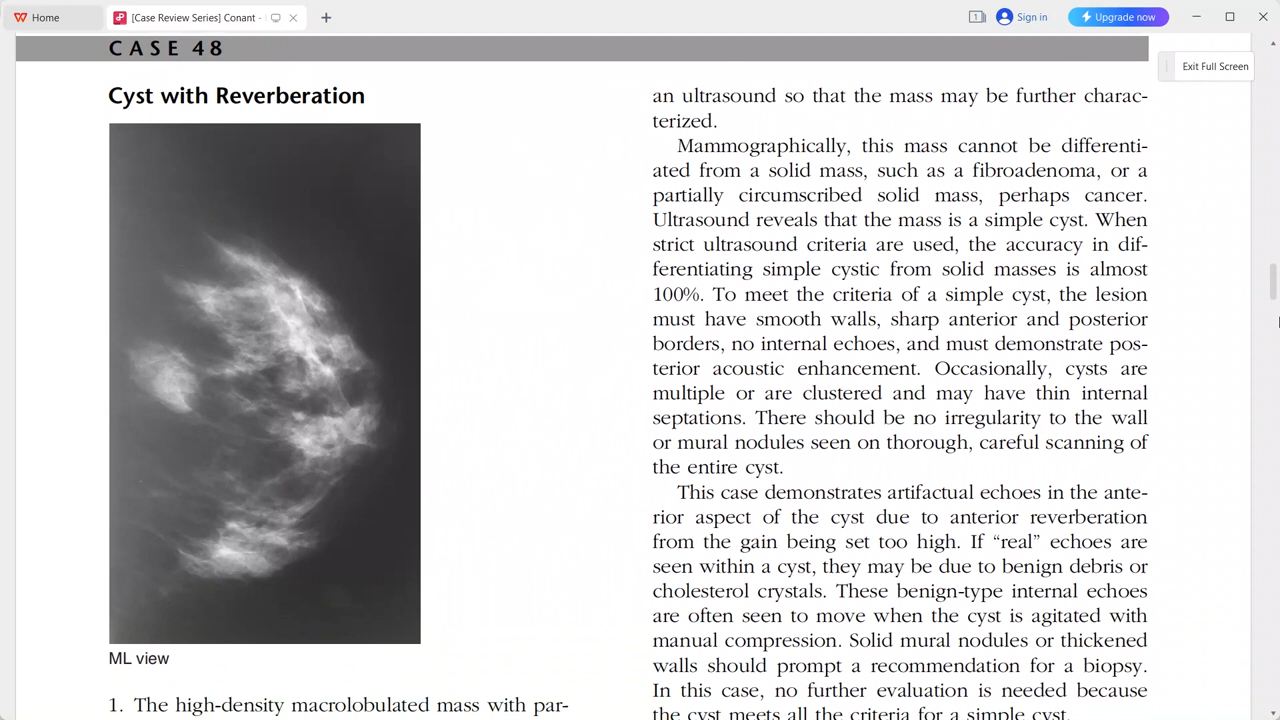 Home
[Case Review Series] Conant -
1
Sign in
Upgrade now
CASE 48
Exit Full Screen
Cyst with Reverberation
ML view
1. The high-density macrolobulated mass with par-
an ultrasound so that the mass may be further charac-
terized.
Mammographically, this mass cannot be differenti-
ated from a solid mass, such as a fibroadenoma, or a
partially circumscribed solid mass, perhaps cancer.
Ultrasound reveals that the mass is a simple cyst. When
strict ultrasound criteria are used, the accuracy in dif-
ferentiating simple cystic from solid masses is almost
100%. To meet the criteria of a simple cyst, the lesion
must have smooth walls, sharp anterior and posterior
borders, no internal echoes, and must demonstrate pos-
terior acoustic enhancement. Occasionally, cysts are
multiple or are clustered and may have thin internal
septations. There should be no irregularity to the wall
or mural nodules seen on thorough, careful scanning of
the entire cyst.
This case demonstrates artifactual echoes in the ante-
rior aspect of the cyst due to anterior reverberation
from the gain being set too high. If “real” echoes are
seen within a cyst, they may be due to benign debris or
cholesterol crystals. These benign-type internal echoes
are often seen to move when the cyst is agitated with
manual compression. Solid mural nodules or thickened
walls should prompt a recommendation for a biopsy.
In this case, no further evaluation is needed because
the cyst meets all the criteria for a simple cyst.